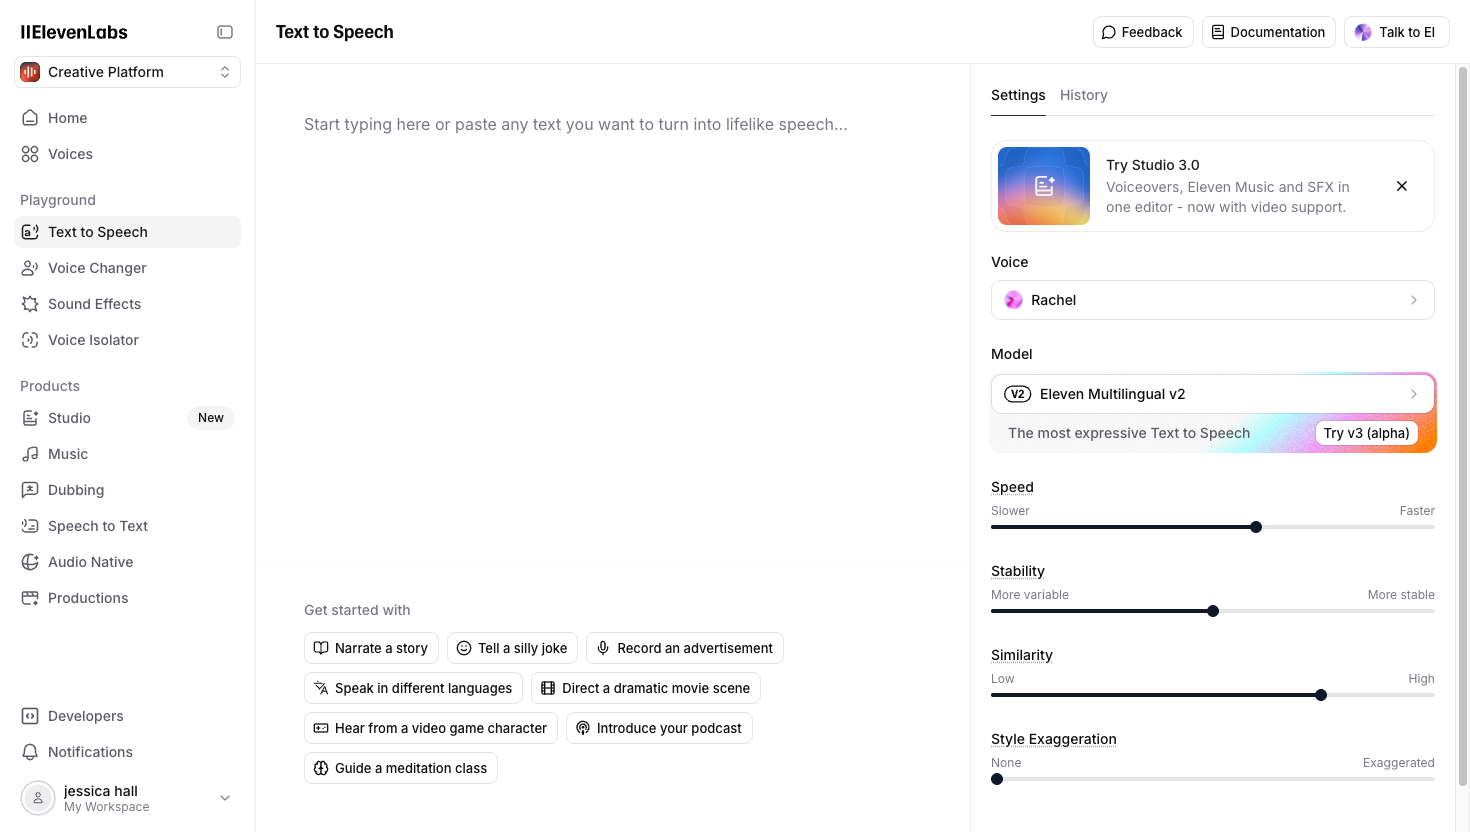 IIElevenLabs
Creative Platform
Home
Voices
Playground
Text to Speech
Voice Changer
Sound Effects
Voice Isolator
Products
Studio New
Music
Dubbing
Speech to Text
Audio Native
Productions
Developers
Notifications
jessica hall
My Workspace
Text to Speech
Feedback
Documentation
Talk to El
Start typing here or paste any text you want to turn into lifelike speech...
Get started with
Narrate a story
Tell a silly joke
Record an advertisement
Speak in different languages
Direct a dramatic movie scene
Hear from a video game character
Introduce your podcast
Guide a meditation class
Settings History
Try Studio 3.0
Voiceovers, Eleven Music and SFX in
one editor - now with video support.
Voice
Rachel
Model
V2 Eleven Multilingual v2
The most expressive Text to Speech Try v3 (alpha)
Speed
Slower Faster
Stability
More variable More stable
Similarity
Low High
Style Exaggeration
None Exaggerated